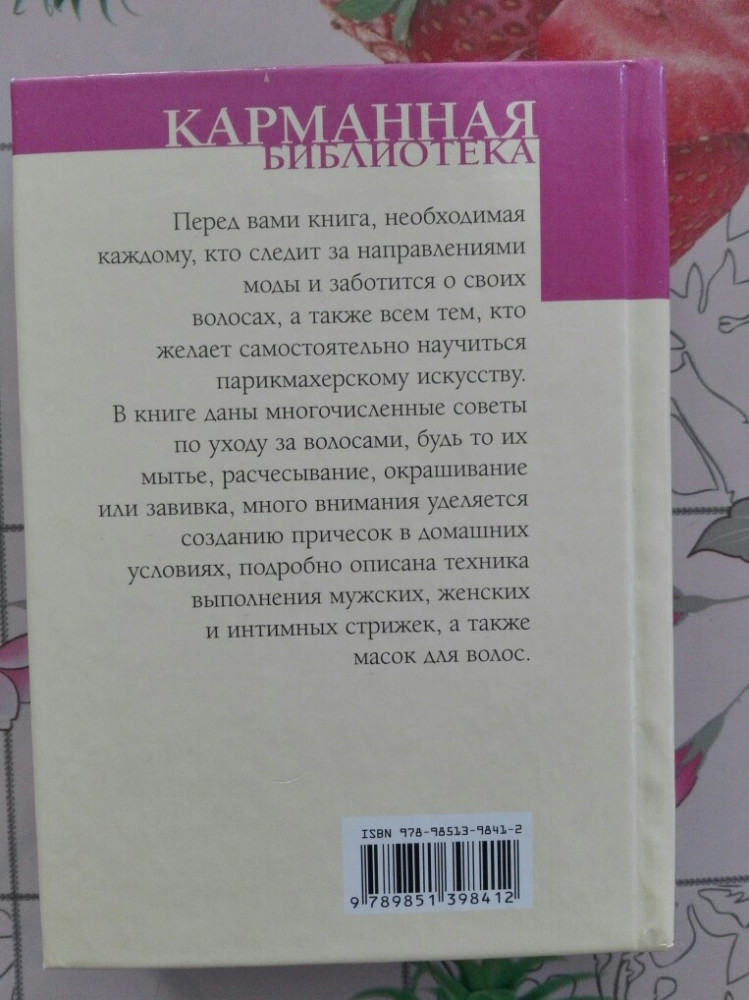 КАРМАННАЯ
БИБЛИОТЕКА
Перед вами книга, необходимая
каждому, кто следит за направлениями
моды и заботится о своих
волосах, а также всем тем, кто
желает самостоятельно научиться
парикмахерскому искусству.
В книге даны многочисленные советы
по уходу за волосами, будь то их
мытье, расчесывание, окрашивание
или завивка, много внимания уделяется
созданию причесок в домашних
условиях, подробно описана техника
выполнения мужских, женских
и интимных стрижек, а также
масок для волос.
ISBN 978-98513-9841-2
9 789851 398412